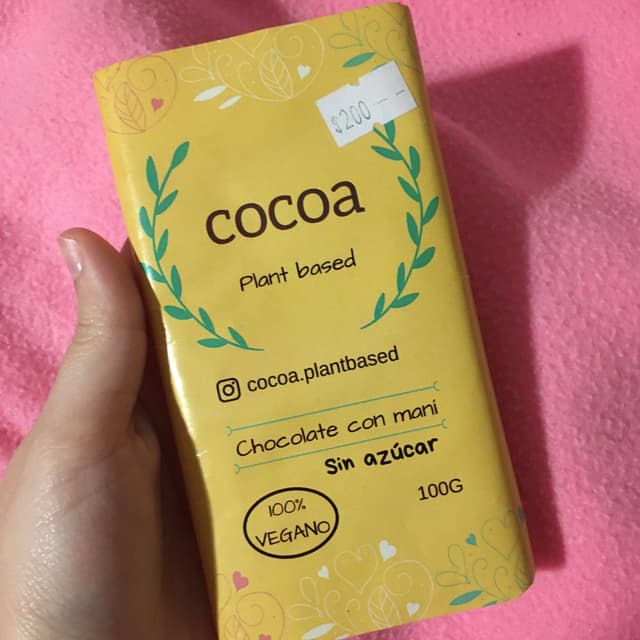 $200--
cocoa
Plant based
cocoa.plantbased
Chocolate con maní
Sin azúcar
100G
100%
VEGANO